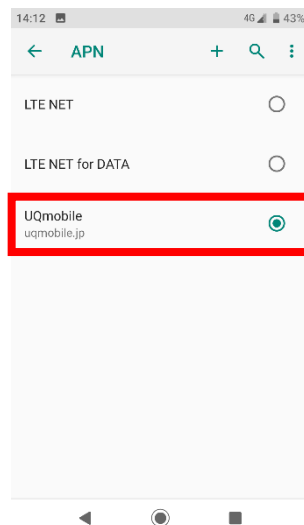 14:12 4G 43%
APN
LTE NET
LTE NET for DATA
UQmobile
uqmobile.jp